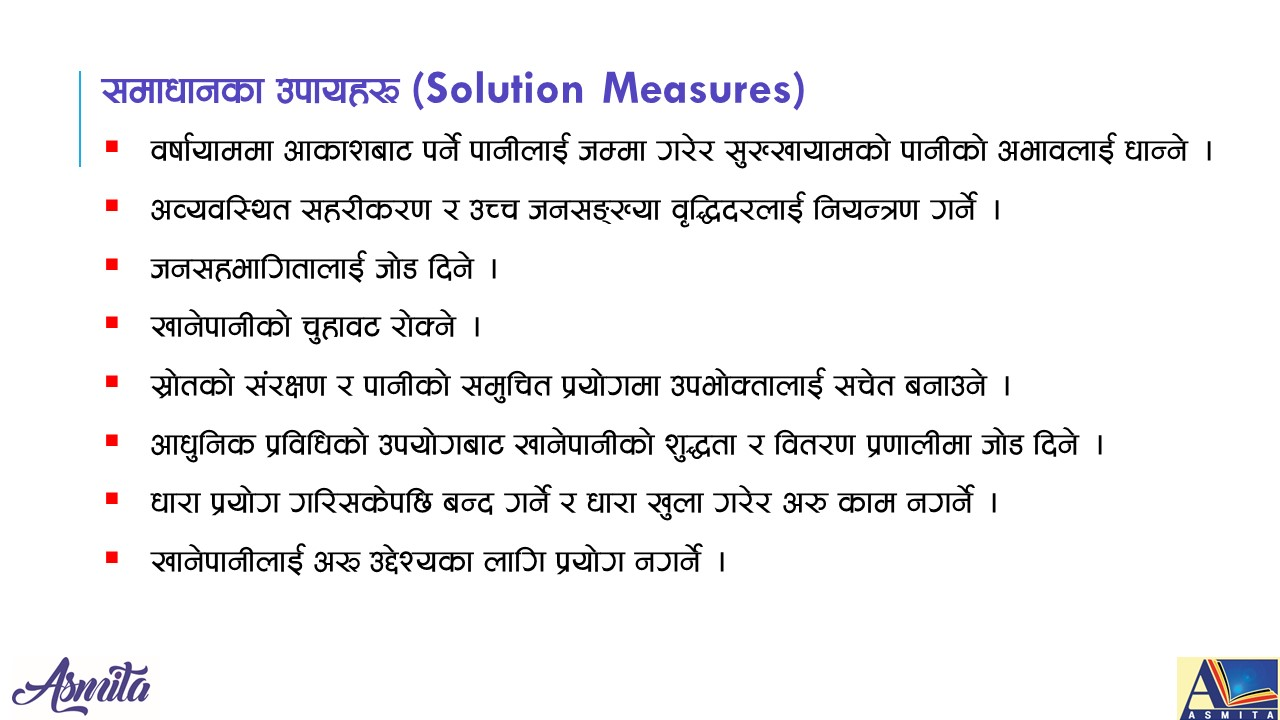 समाधानका उपायहरू (Solution Measures)
▪ वर्षायाममा आकाशबाट पर्ने पानीलाई जम्मा गरेर सुख्खायामको पानीको अभावलाई धान्ने ।
▪ अव्यवस्थित सहरीकरण र उच्च जनसङ्ख्या वृद्धिदरलाई नियन्त्रण गर्ने ।
▪ जनसहभागितालाई जोड दिने ।
▪ खानेपानीको चुहावट रोक्ने ।
▪ स्रोतको संरक्षण र पानीको समुचित प्रयोगमा उपभोक्तालाई सचेत बनाउने ।
▪ आधुनिक प्रविधिको उपयोगबाट खानेपानीको शुद्धता र वितरण प्रणालीमा जोड दिने ।
▪ धारा प्रयोग गरिसकेपछि बन्द गर्ने र धारा खुला गरेर अरु काम नगर्ने ।
▪ खानेपानीलाई अरू उद्देश्यका लागि प्रयोग नगर्ने ।
Asmita
ASMITA